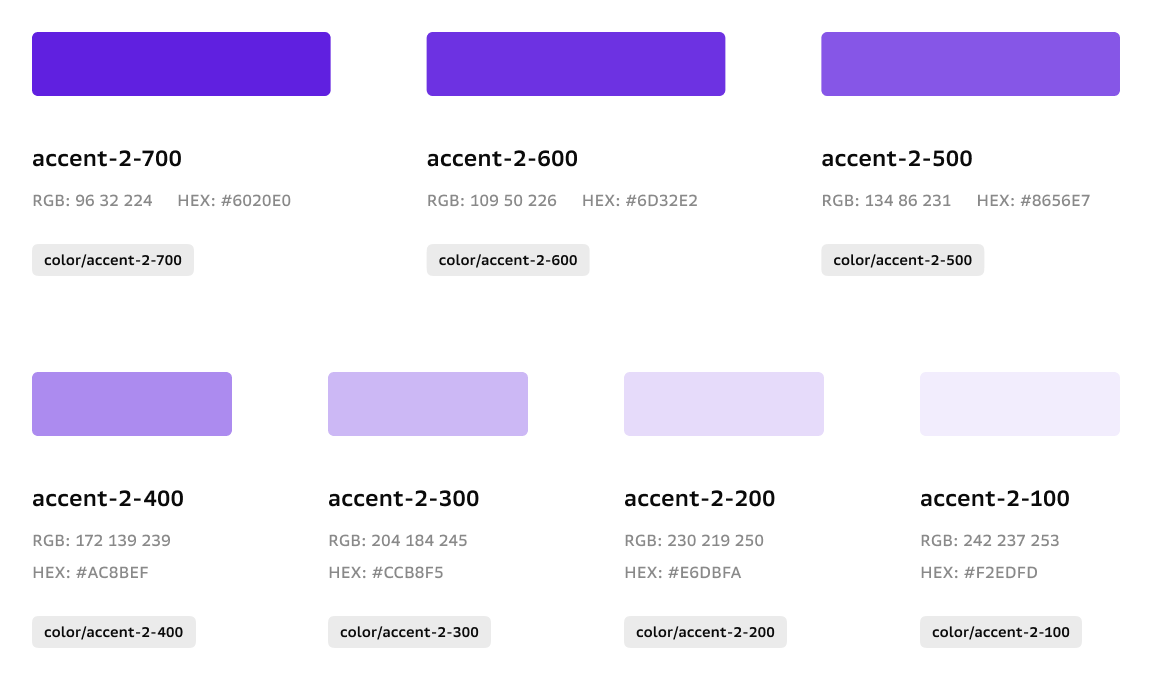 accent-2-700
RGB: 96 32 224 HEX: #6020E0
color/accent-2-700
accent-2-600
RGB: 109 50 226 HEX: #6D32E2
color/accent-2-600
accent-2-500
RGB: 134 86 231 HEX: #8656E7
color/accent-2-500
accent-2-400
RGB: 172 139 239
HEX: #AC8BEF
color/accent-2-400
accent-2-300
RGB: 204 184 245
HEX: #CCB8F5
color/accent-2-300
accent-2-200
RGB: 230 219 250
HEX: #E6DBFA
color/accent-2-200
accent-2-100
RGB: 242 237 253
HEX: #F2EDFD
color/accent-2-100